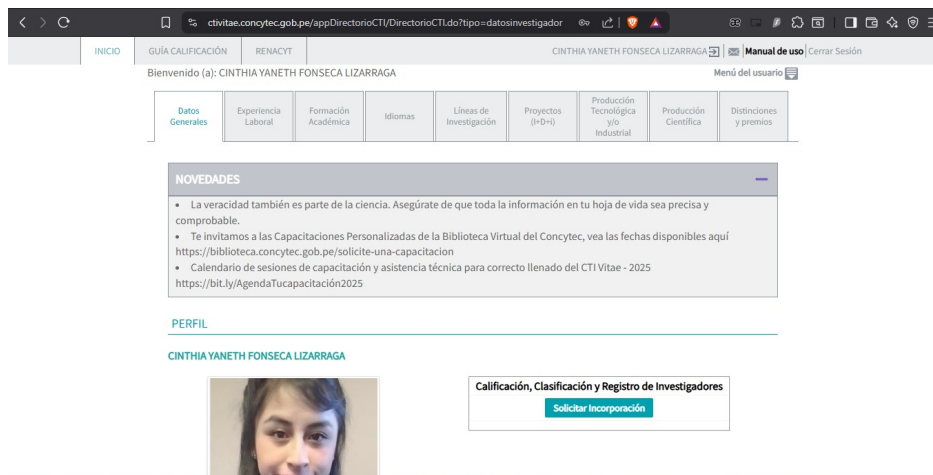 ctivitae.concytec.gob.pe/appDirectorioCTI/DirectorioCTI.do?tipo=datosinvestigador
INICIO
GUÍA CALIFICACIÓN
RENACYT
CINTHIA YANETH FONSECA LIZARRAGA
Manual de uso
Cerrar Sesión
Bienvenido (a): CINTHIA YANETH FONSECA LIZARRAGA
Menú del usuario
Datos
Generales
Experiencia
Laboral
Formación
Académica
Idiomas
Líneas de
Investigación
Proyectos
(I+D+i)
Producción
Tecnológica
y/o
Industrial
Producción
Científica
Distinciones
y premios
NOVEDADES
• La veracidad también es parte de la ciencia. Asegúrate de que toda la información en tu hoja de vida sea precisa y
comprobable.
• Te invitamos a las Capacitaciones Personalizadas de la Biblioteca Virtual del Concytec, vea las fechas disponibles aquí
https://biblioteca.concytec.gob.pe/solicite-una-capacitacion
• Calendario de sesiones de capacitación y asistencia técnica para correcto llenado del CTI Vitae - 2025
https://bit.ly/AgendaTucapacitación2025
PERFIL
CINTHIA YANETH FONSECA LIZARRAGA
Calificación, Clasificación y Registro de Investigadores
Solicitar Incorporación